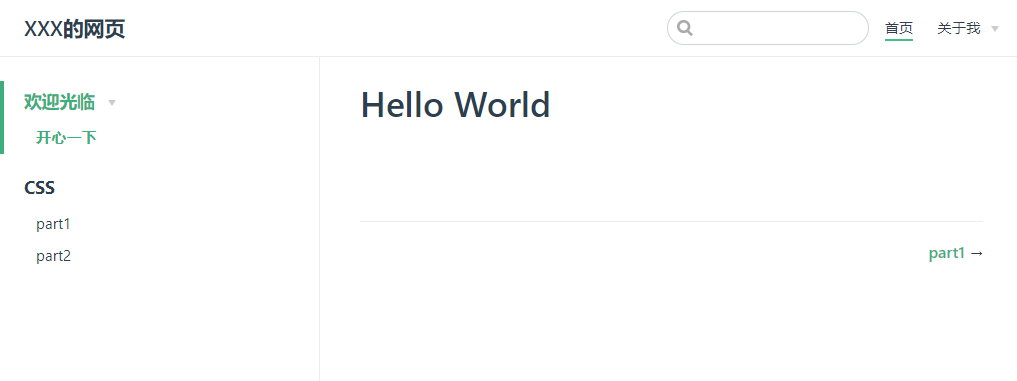 XXX的网页
首页 关于我
欢迎光临
开心一下
CSS
part1
part2
Hello World
part1 →